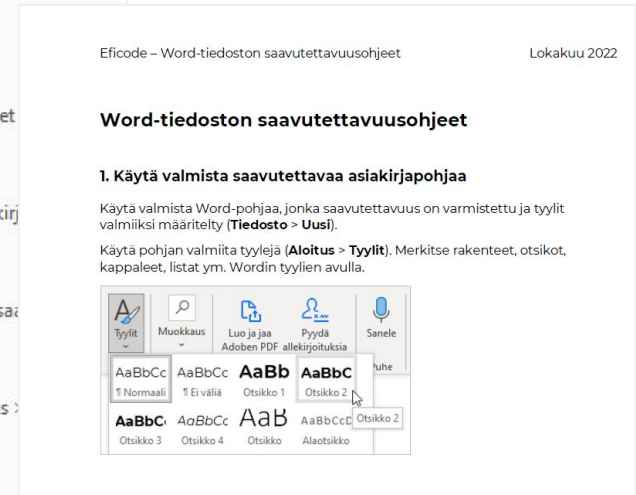 Eficode – Word-tiedoston saavutettavuusohjeet Lokakuu 2022
et
Word-tiedoston saavutettavuusohjeet
1. Käytä valmista saavutettavaa asiakirjapohjaa
Käytä valmista Word-pohjaa, jonka saavutettavuus on varmistettu ja tyylit
valmiiksi määritelty (Tiedosto > Uusi).
Käytä pohjan valmiita tyylejä (Aloitus > Tyylit). Merkitse rakenteet, otsikot,
kappaleet, listat ym. Wordin tyylien avulla.
Tyylit
Muokkaus
Luo ja jaa
Adoben PDF
Pyydä
allekirjoituksia
Sanele
Puhe
AaBbCc AaBbCc AaBb AaBbC
¶ Normaali ¶ Ei väliä Otsikko 1 Otsikko 2
Otsikko 2
AaBbC AaBbCc AaB AaBbCcD
Otsikko 3 Otsikko 4 Otsikko Alaotsikko